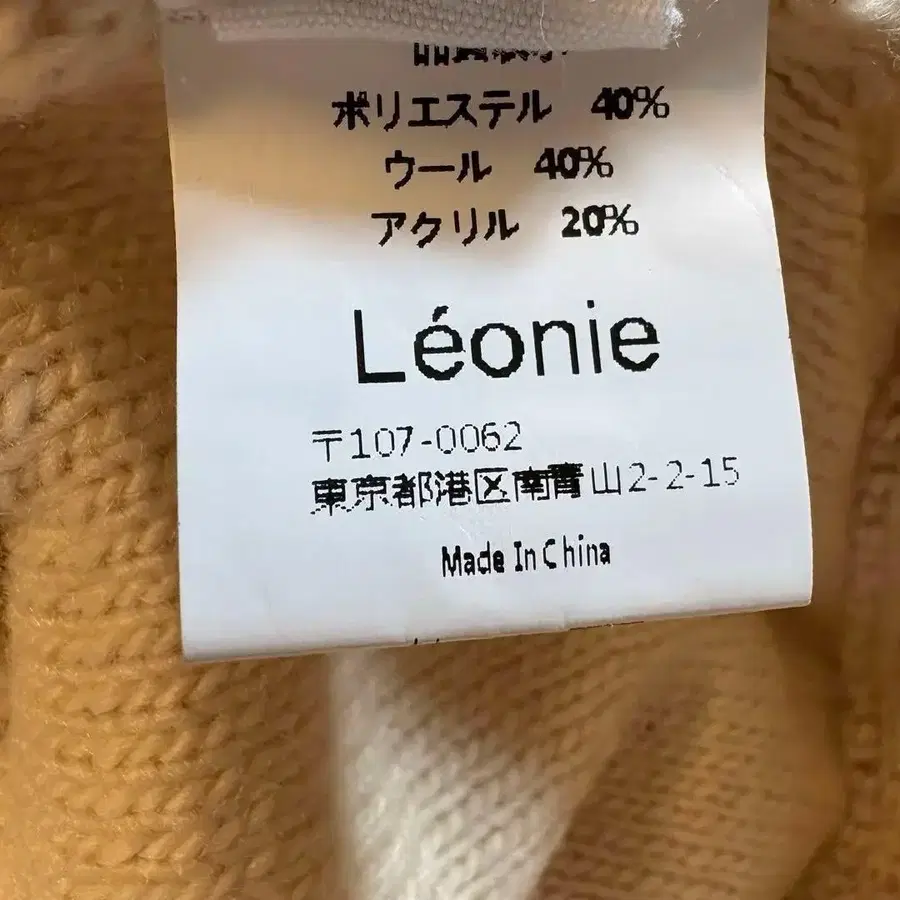 ポリエステル 40%
ウール 40%
アクリル 20%
Léonie
〒107-0062
東京都港区南青山2-2-15
Made In China